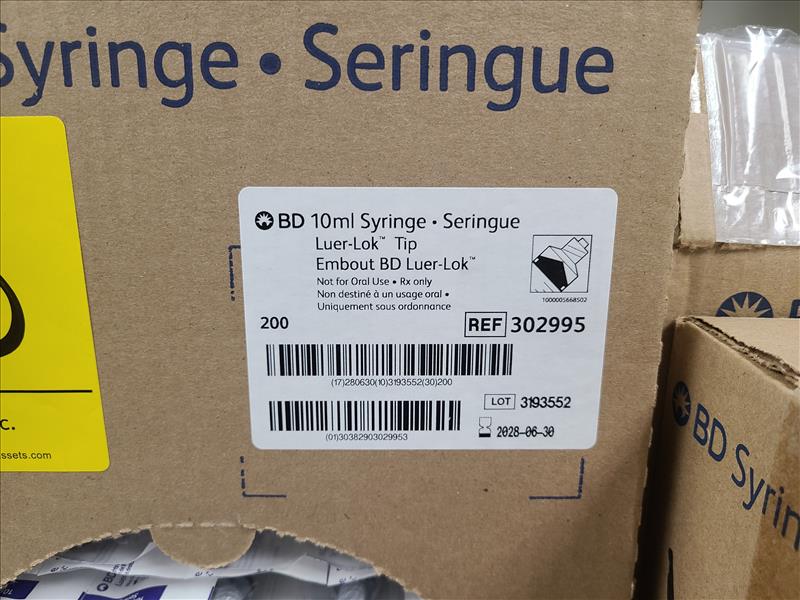 Syringe • Seringue
BD 10ml Syringe • Seringue
Luer-Lok™ Tip
Embout BD Luer-Lok™
Not for Oral Use • Rx only
Non destiné à un usage oral •
Uniquement sous ordonnance
1000005668502
200
REF 302995
(17)280630(10)3193552(30)200
LOT 3193552
(01)30382903029953
2028-06-30
c.
ssets.com
BD Syrin
BD